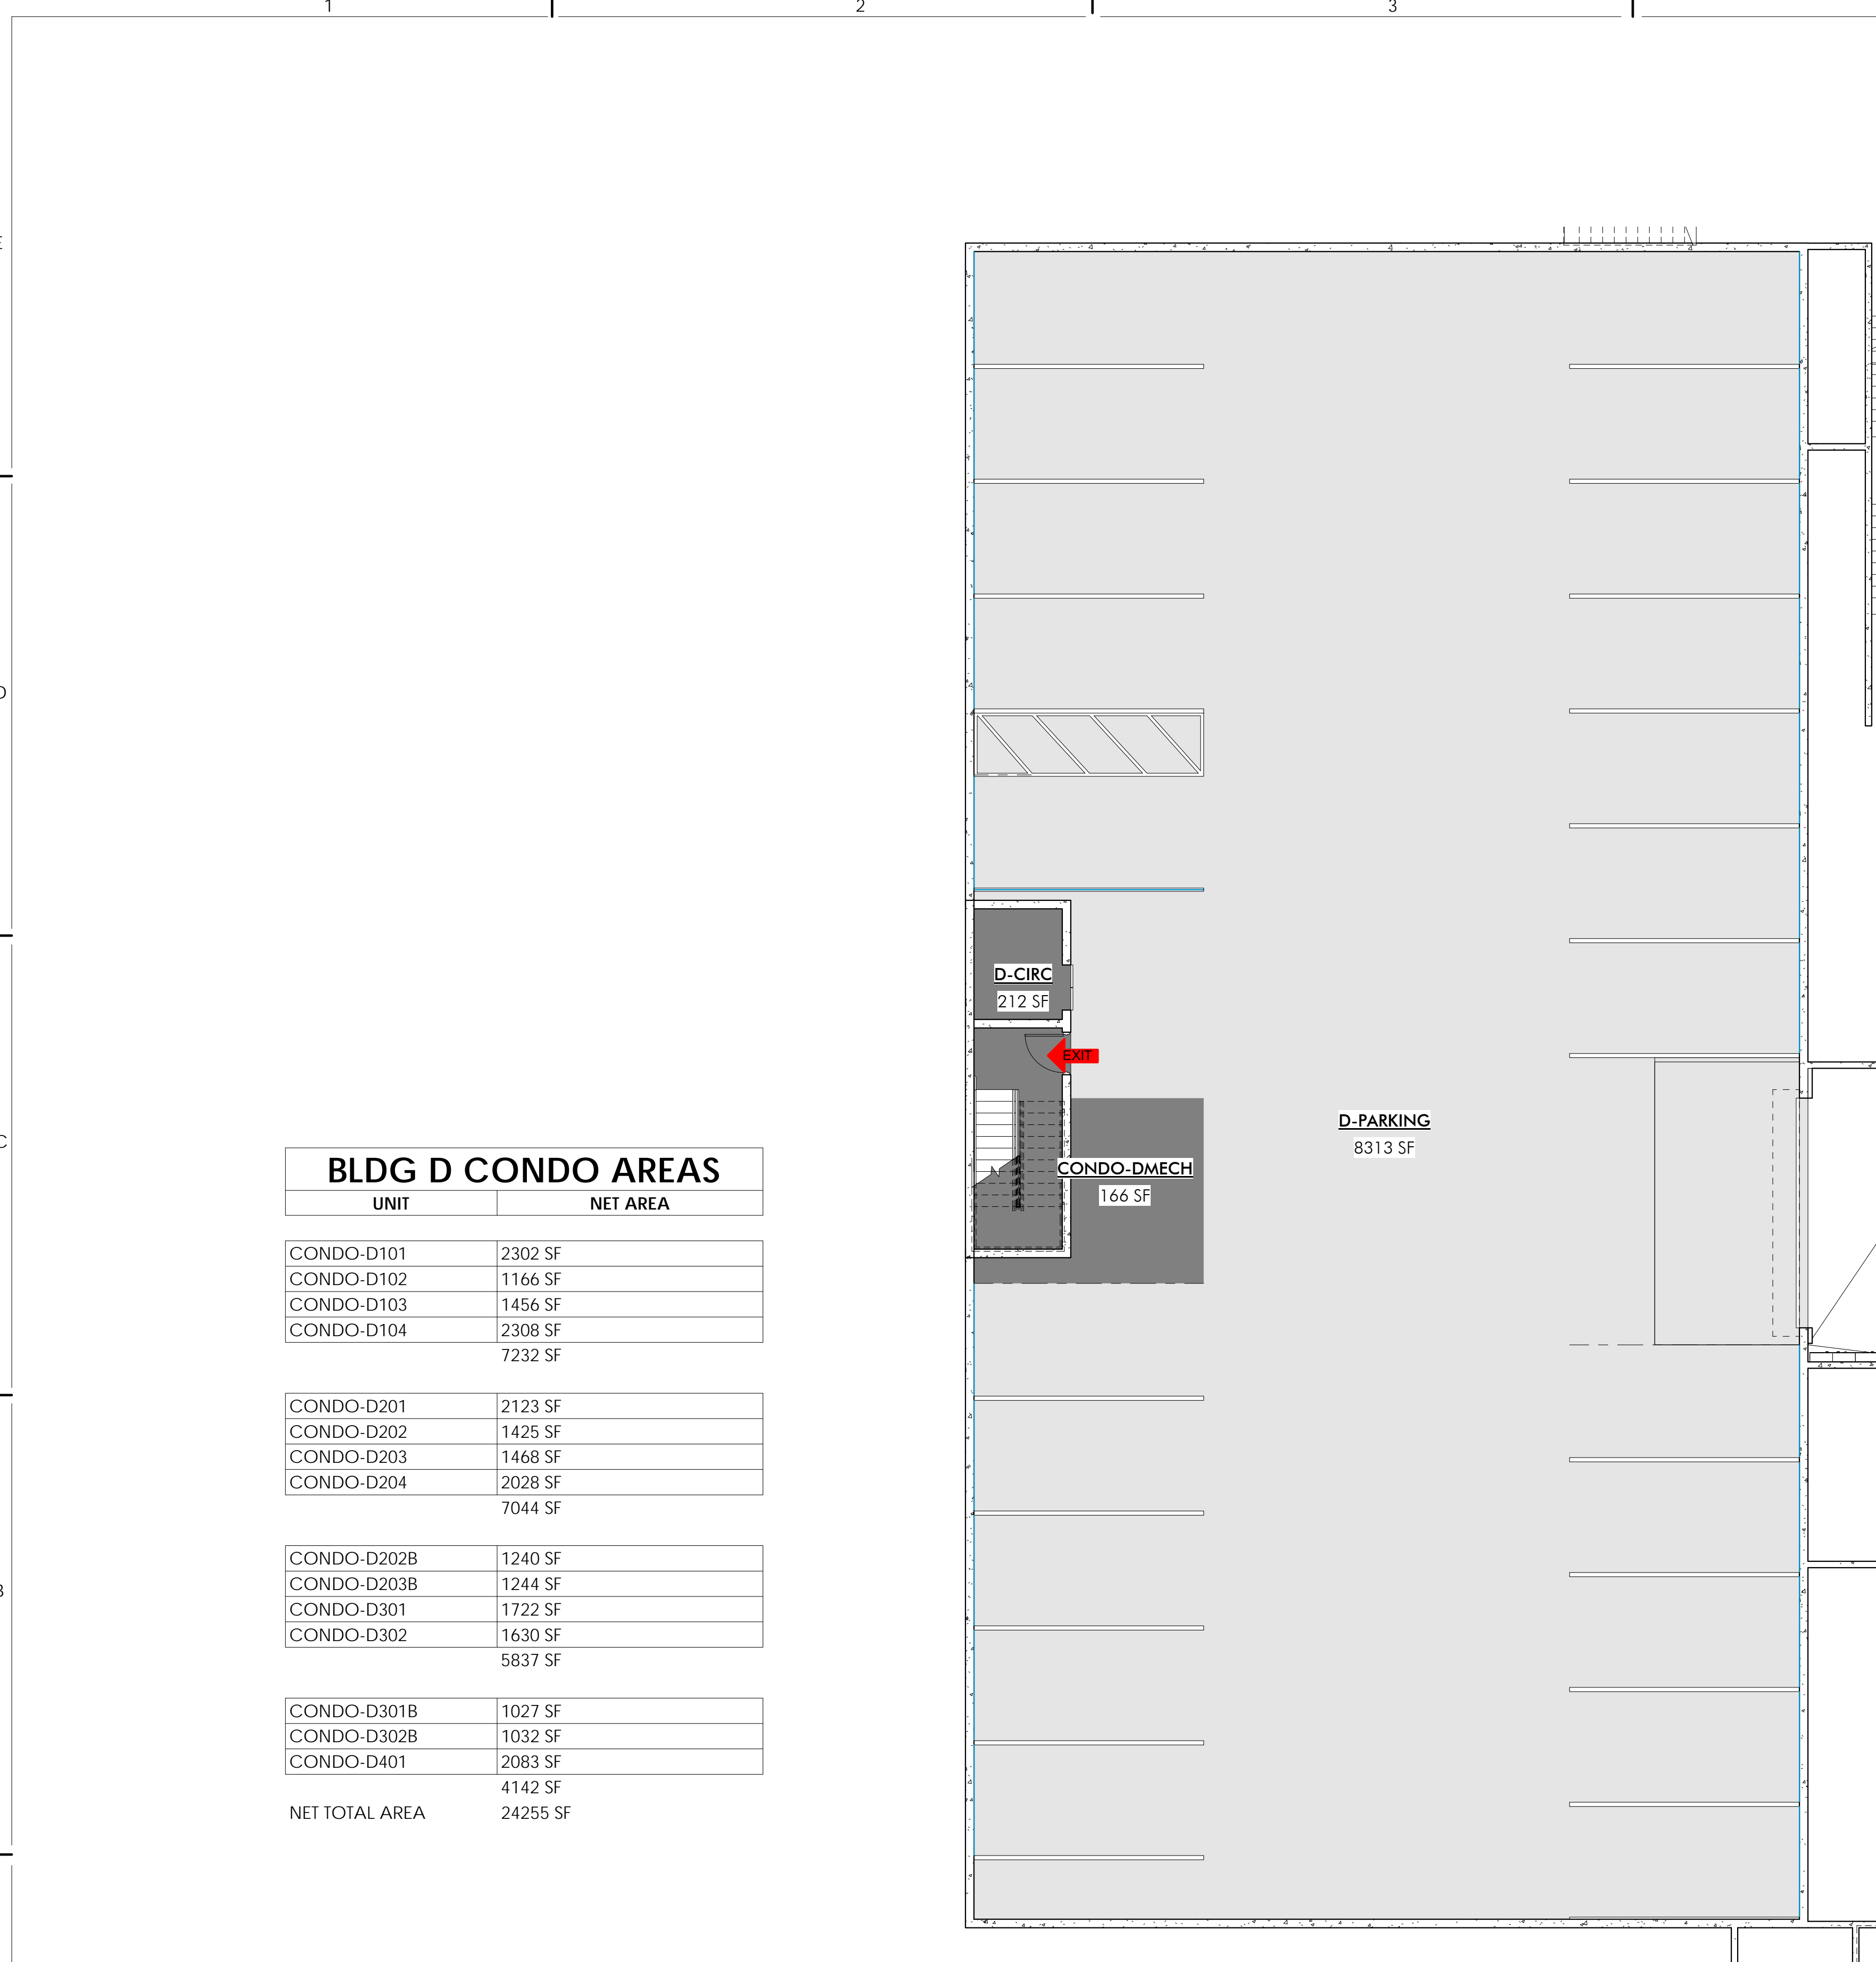 1 2 3
E
D
C
B
D-CIRC
212 SF
EXIT
D-PARKING
8313 SF
CONDO-DMECH
166 SF
BLDG D CONDO AREAS
UNIT NET AREA
CONDO-D101 2302 SF
CONDO-D102 1166 SF
CONDO-D103 1456 SF
CONDO-D104 2308 SF
7232 SF
CONDO-D201 2123 SF
CONDO-D202 1425 SF
CONDO-D203 1468 SF
CONDO-D204 2028 SF
7044 SF
CONDO-D202B 1240 SF
CONDO-D203B 1244 SF
CONDO-D301 1722 SF
CONDO-D302 1630 SF
5837 SF
CONDO-D301B 1027 SF
CONDO-D302B 1032 SF
CONDO-D401 2083 SF
4142 SF
NET TOTAL AREA 24255 SF